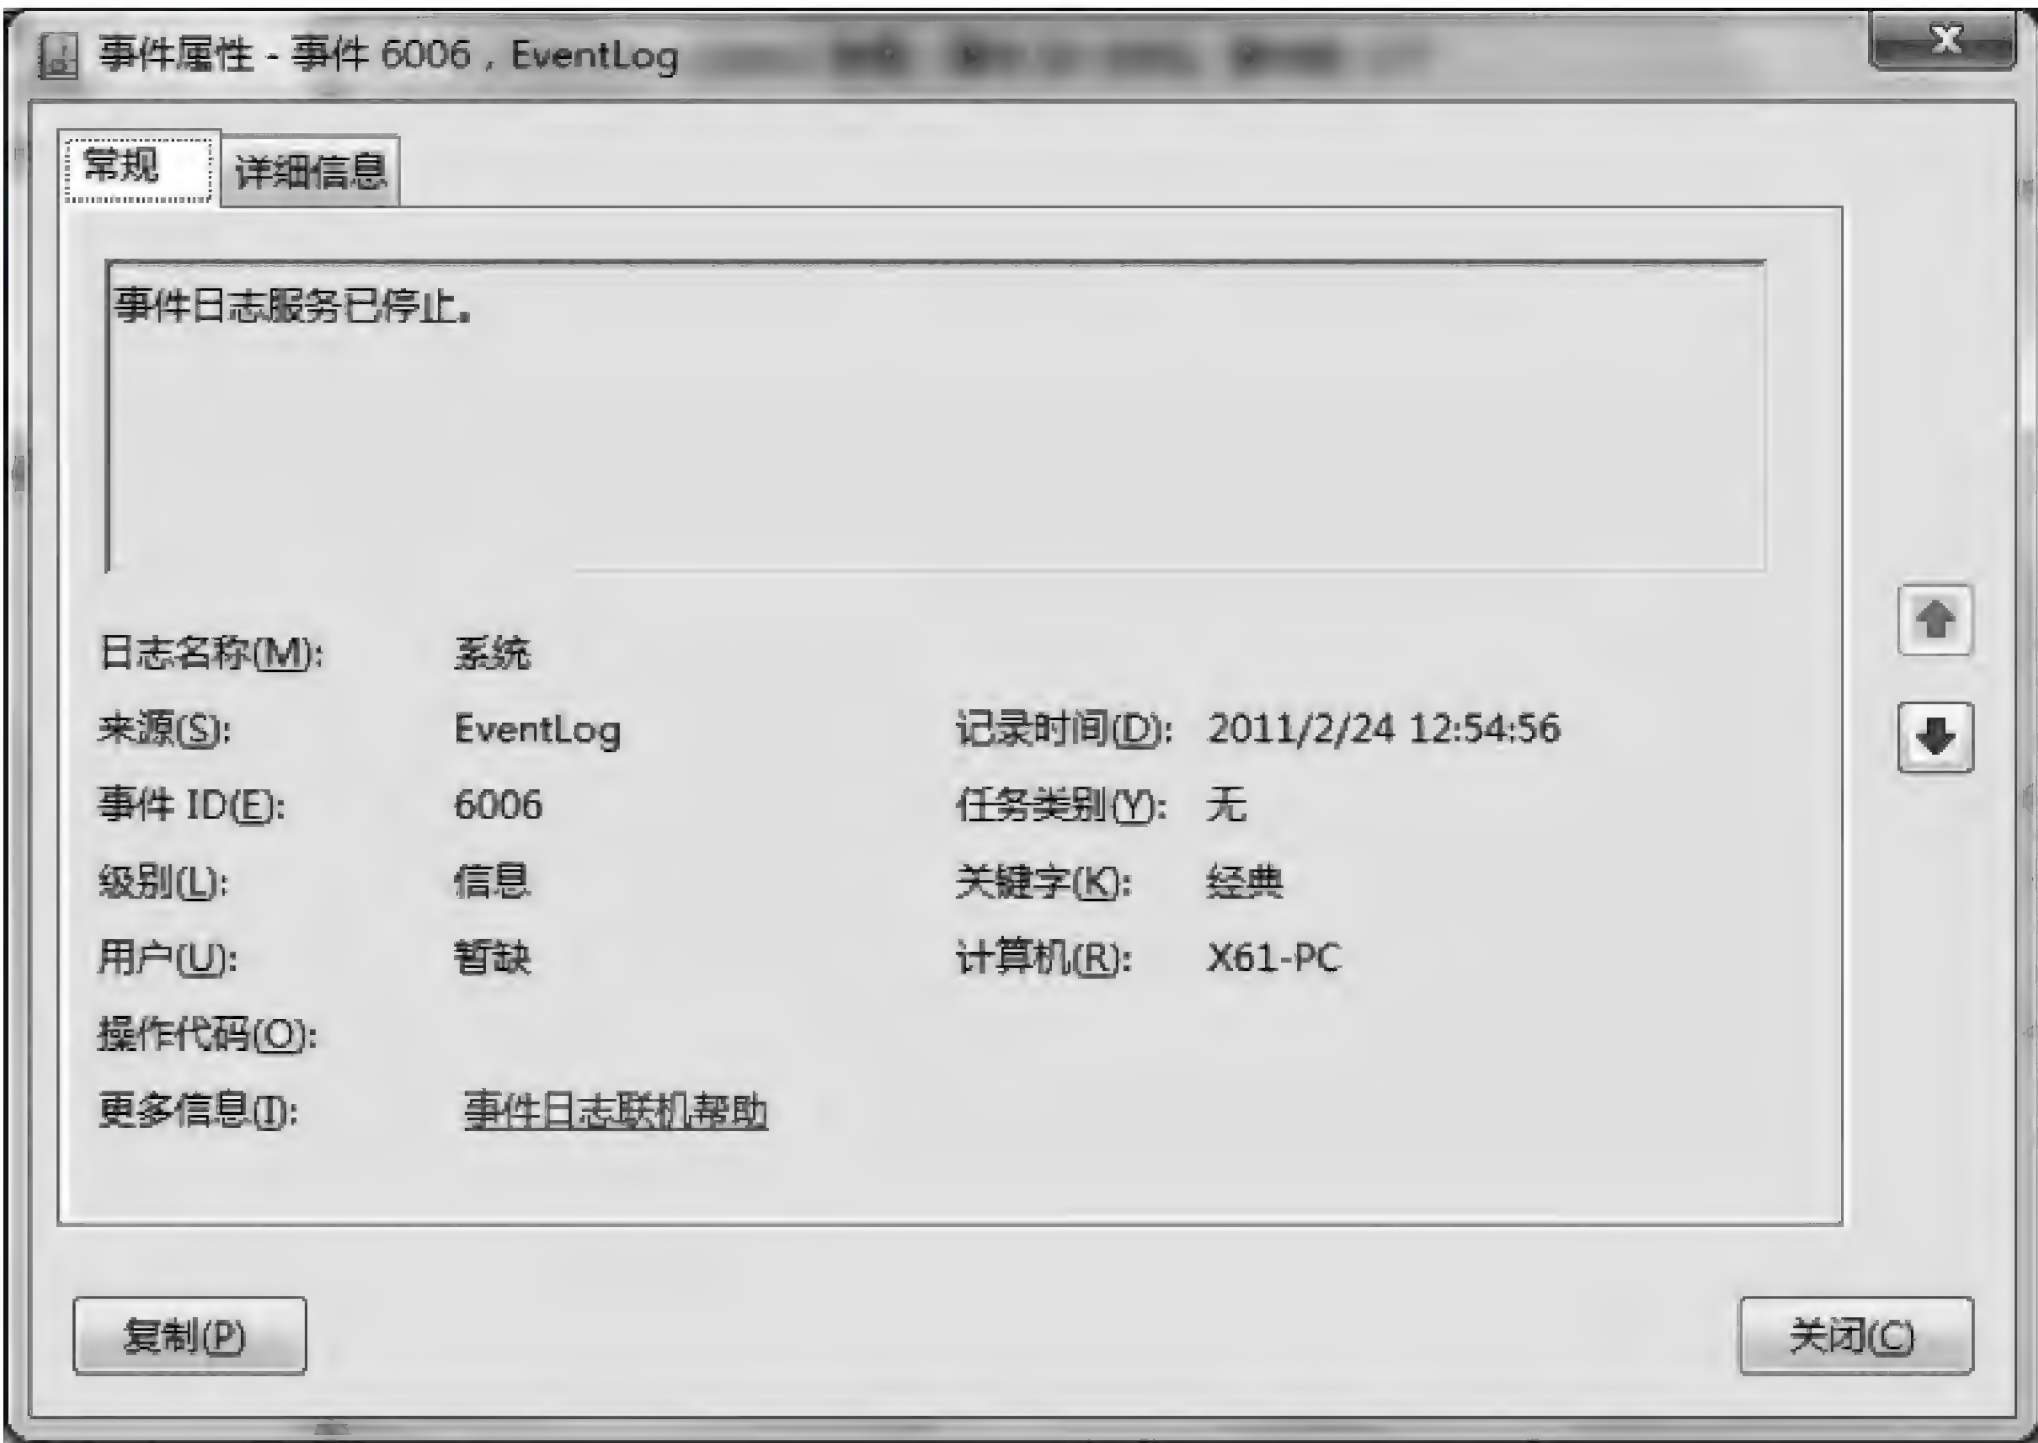 事件属性 - 事件 6006 , EventLog
常规
详细信息
事件日志服务已停止。
日志名称(M): 系统
来源(S): EventLog 记录时间(D): 2011/2/24 12:54:56
事件 ID(E): 6006 任务类别(Y): 无
级别(L): 信息 关键字(K): 经典
用户(U): 暂缺 计算机(R): X61-PC
操作代码(O):
更多信息(I): 事件日志联机帮助
复制(P)
关闭(C)